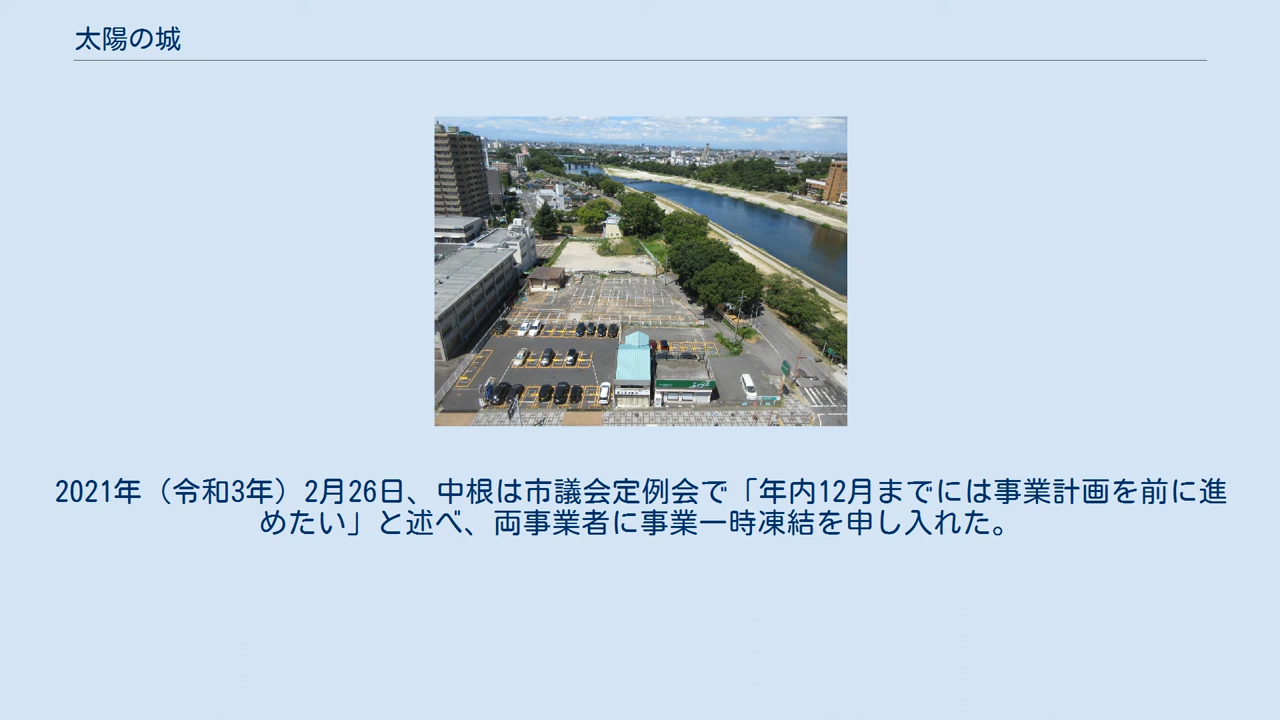 太陽の城
2021年（令和3年）2月26日、中根は市議会定例会で「年内12月までには事業計画を前に進
めたい」と述べ、両事業者に事業一時凍結を申し入れた。